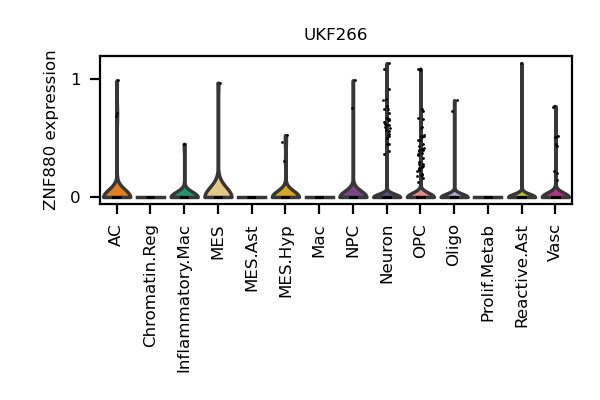 UKF266
ZNF880 expression
1
0
AC
Chromatin.Reg
Inflammatory.Mac
MES
MES.Ast
MES.Hyp
Mac
NPC
Neuron
OPC
Oligo
Prolif.Metab
Reactive.Ast
Vasc